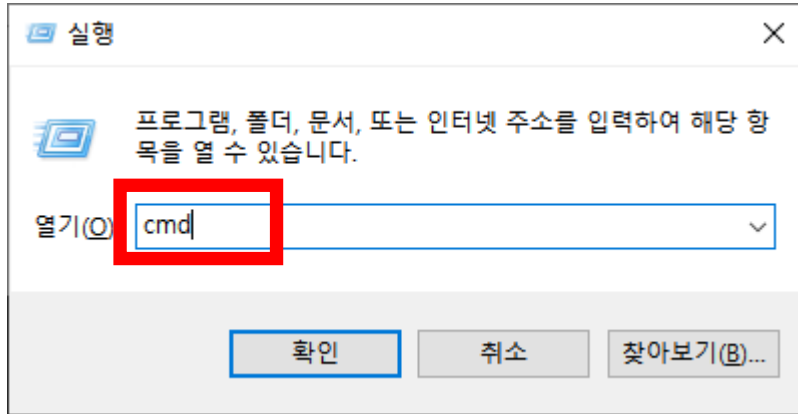 실행
프로그램, 폴더, 문서, 또는 인터넷 주소를 입력하여 해당 항
목을 열 수 있습니다.
열기(O) cmd
확인 취소 찾아보기(B)...